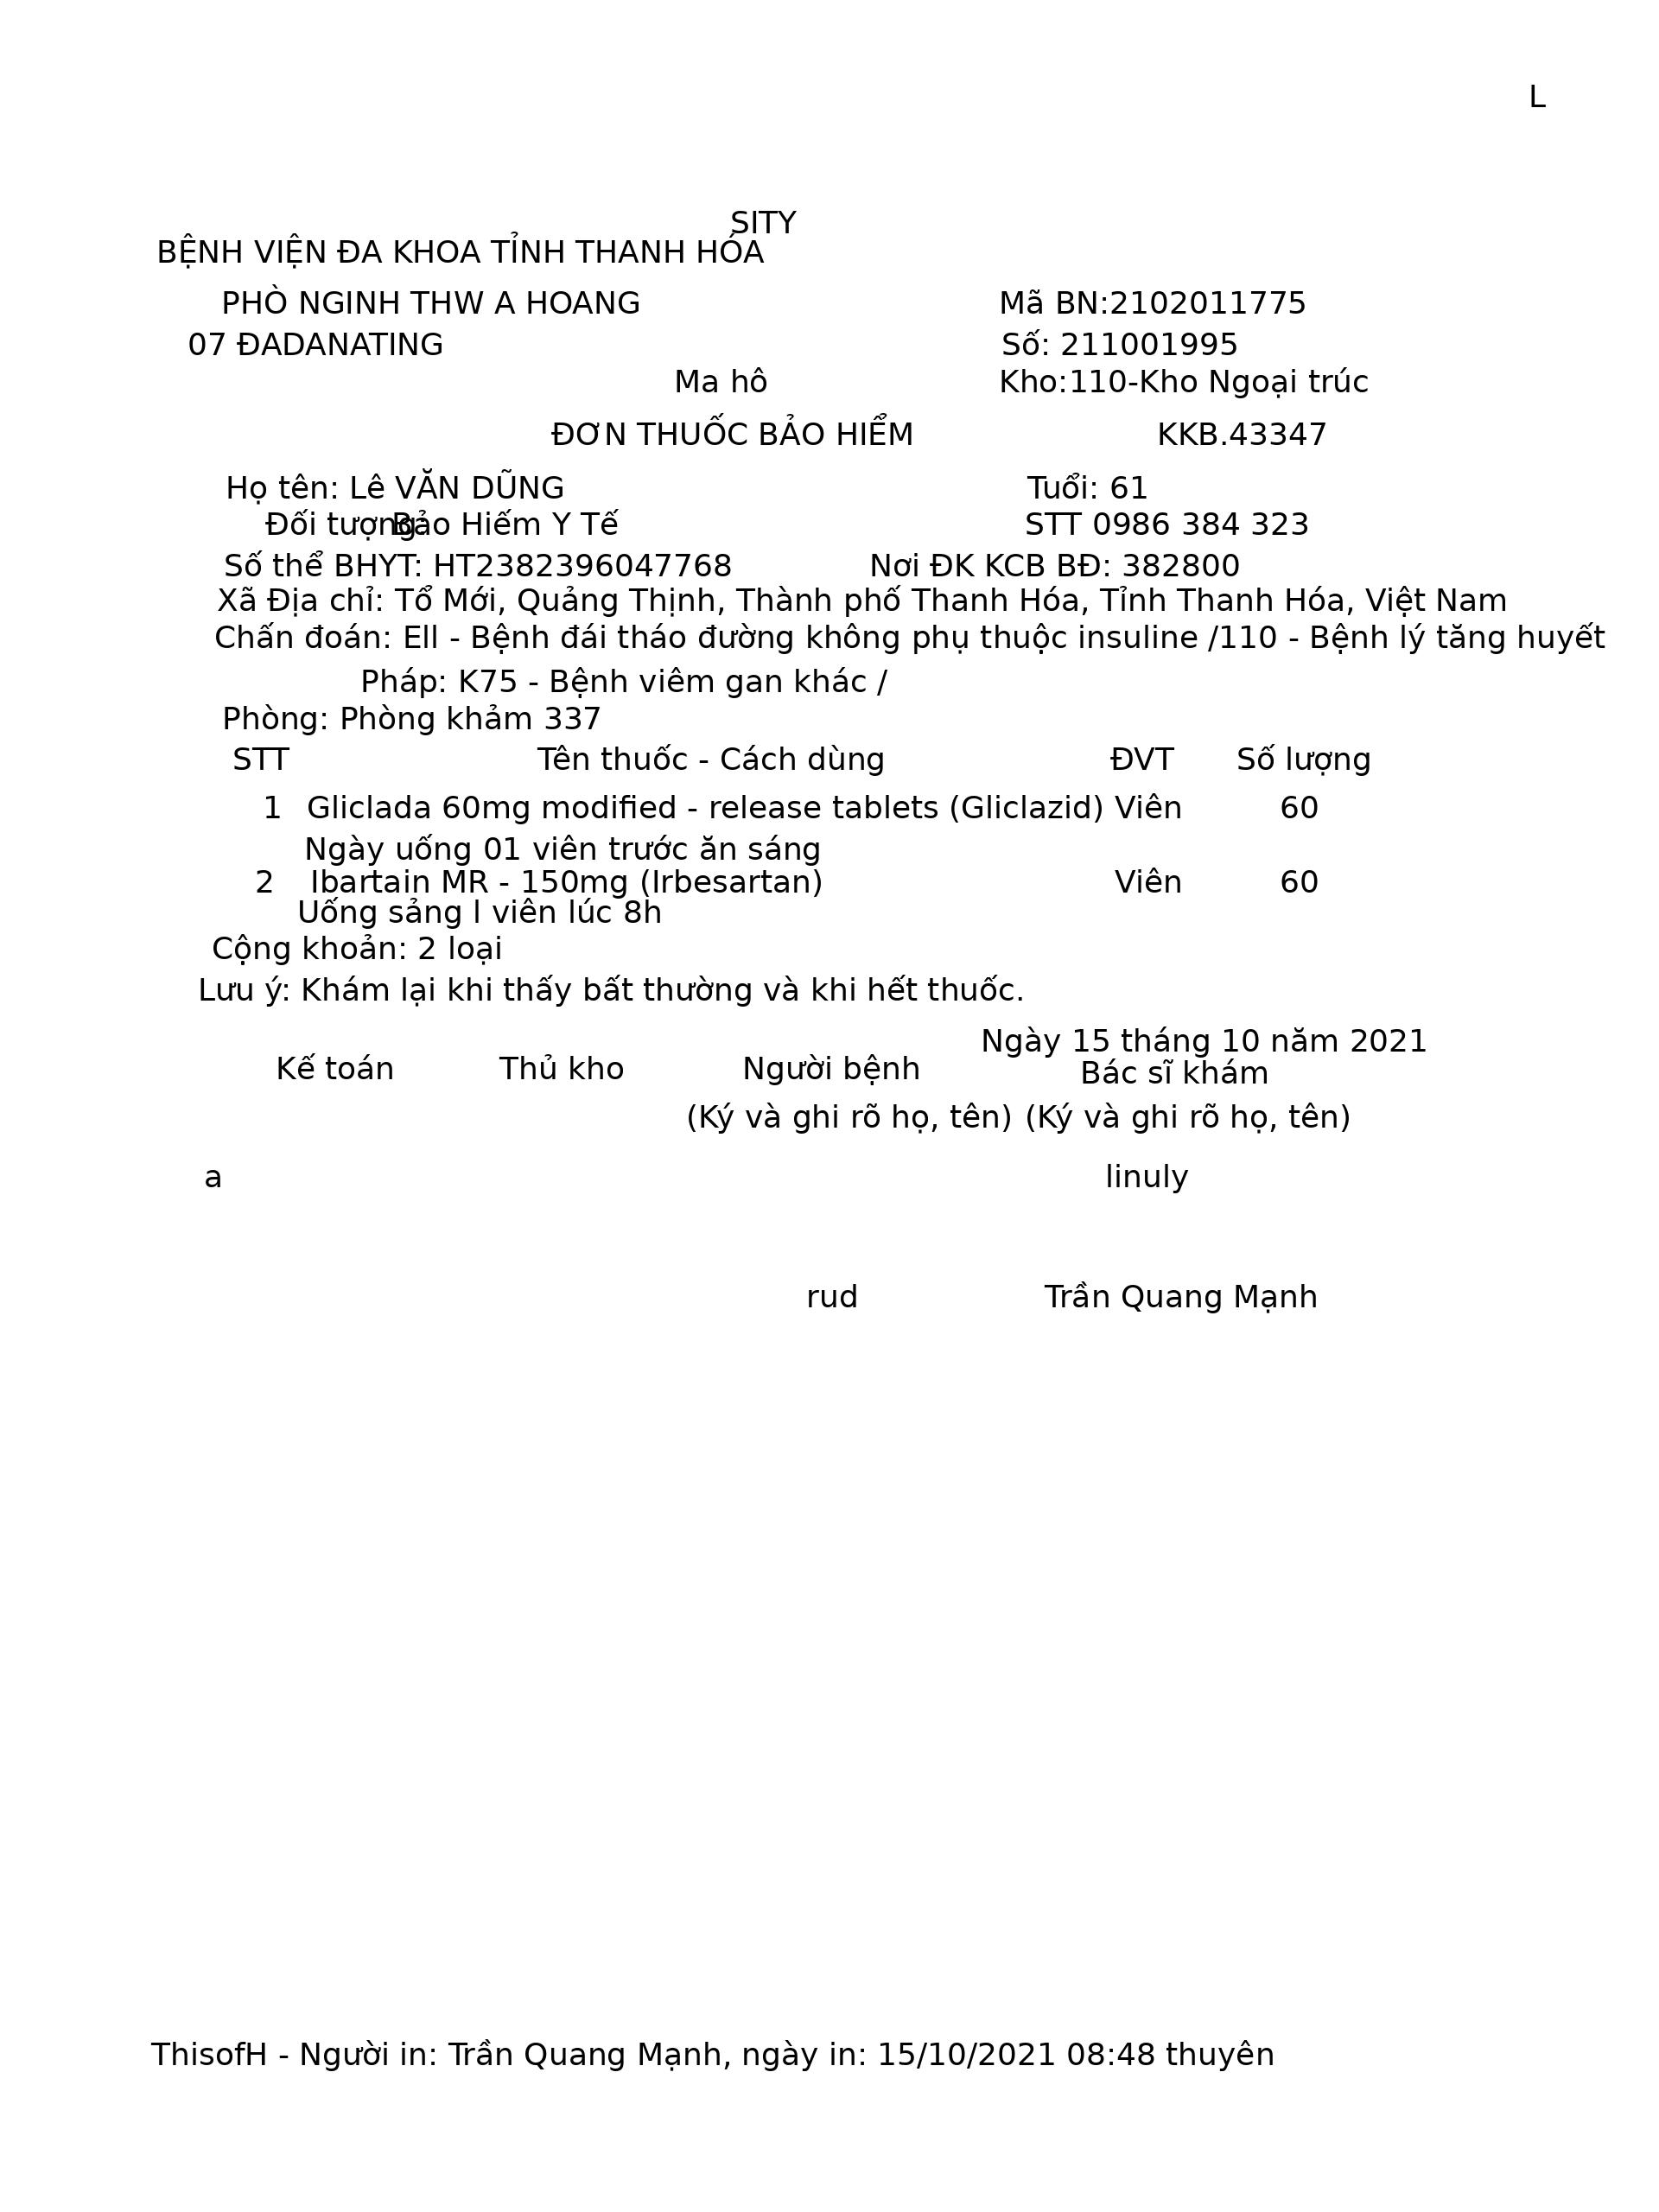 L
SITY
BỆNH VIỆN ĐA KHOA TỈNH THANH HÓA
PHÒ NGINH THW A HOANG Mã BN:2102011775
07 ĐADANATING Số: 211001995
Ma hô Kho:110-Kho Ngoại trúc
ĐƠN THUỐC BẢO HIỂM KKB.43347
Họ tên: Lê VĂN DŨNG Tuổi: 61
Đối tượng: Bảo Hiếm Y Tế STT 0986 384 323
Số thể BHYT: HT2382396047768 Nơi ĐK KCB BĐ: 382800
Xã Địa chỉ: Tổ Mới, Quảng Thịnh, Thành phố Thanh Hóa, Tỉnh Thanh Hóa, Việt Nam
Chấn đoán: Ell - Bệnh đái tháo đường không phụ thuộc insuline /110 - Bệnh lý tăng huyết
Pháp: K75 - Bệnh viêm gan khác /
Phòng: Phòng khảm 337
STT Tên thuốc - Cách dùng ĐVT Số lượng
1 Gliclada 60mg modified - release tablets (Gliclazid) Viên 60
Ngày uống 01 viên trước ăn sáng
2 Ibartain MR - 150mg (Irbesartan) Viên 60
Uống sảng l viên lúc 8h
Cộng khoản: 2 loại
Lưu ý: Khám lại khi thấy bất thường và khi hết thuốc.
Ngày 15 tháng 10 năm 2021
Kế toán Thủ kho Người bệnh Bác sĩ khám
(Ký và ghi rõ họ, tên) (Ký và ghi rõ họ, tên)
a linuly
rud Trần Quang Mạnh
ThisofH - Người in: Trần Quang Mạnh, ngày in: 15/10/2021 08:48 thuyên